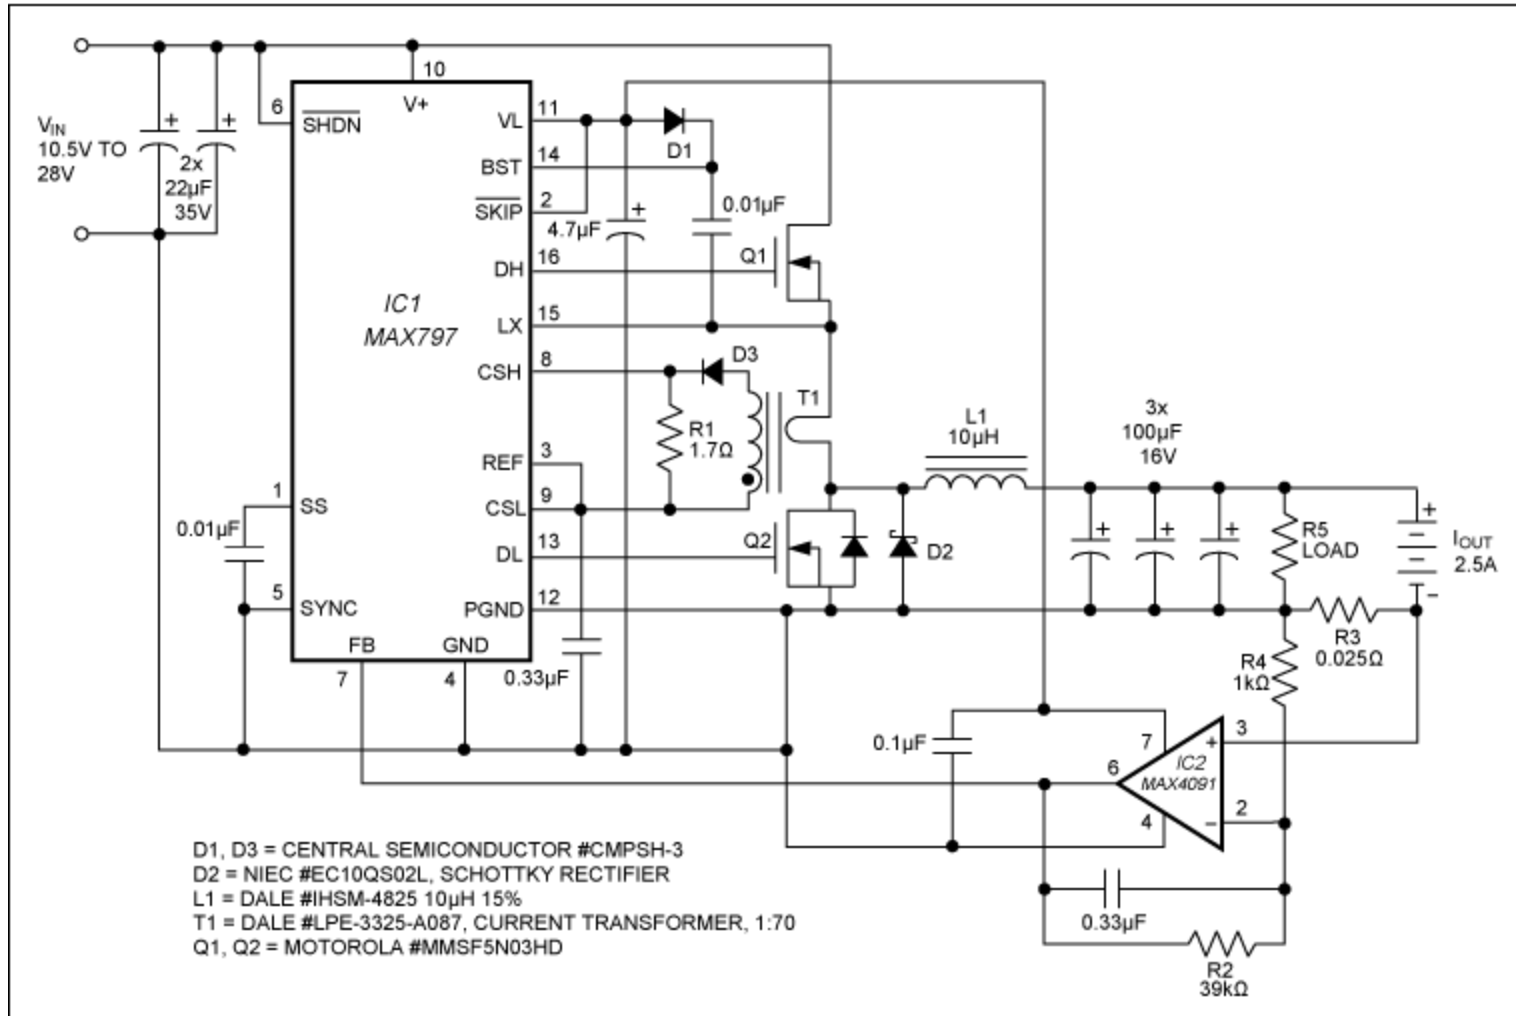 10
V+
6
SHDN
VL
11
D1
BST
14
SKIP
2
4.7µF
0.01µF
VIN
10.5V TO
28V
2x
22µF
35V
DH
16
Q1
IC1
MAX797
LX
15
CSH
8
D3
T1
R1
1.7Ω
REF
3
CSL
9
L1
10µH
3x
100µF
16V
1
SS
0.01µF
DL
13
Q2
D2
R5
LOAD
IOUT
2.5A
5
SYNC
PGND
12
FB
GND
7
4
0.33µF
R3
0.025Ω
R4
1kΩ
0.1µF
7
3
6
IC2
MAX4091
4
2
0.33µF
R2
39kΩ
D1, D3 = CENTRAL SEMICONDUCTOR #CMPSH-3
D2 = NIEC #EC10QS02L, SCHOTTKY RECTIFIER
L1 = DALE #IHSM-4825 10µH 15%
T1 = DALE #LPE-3325-A087, CURRENT TRANSFORMER, 1:70
Q1, Q2 = MOTOROLA #MMSF5N03HD